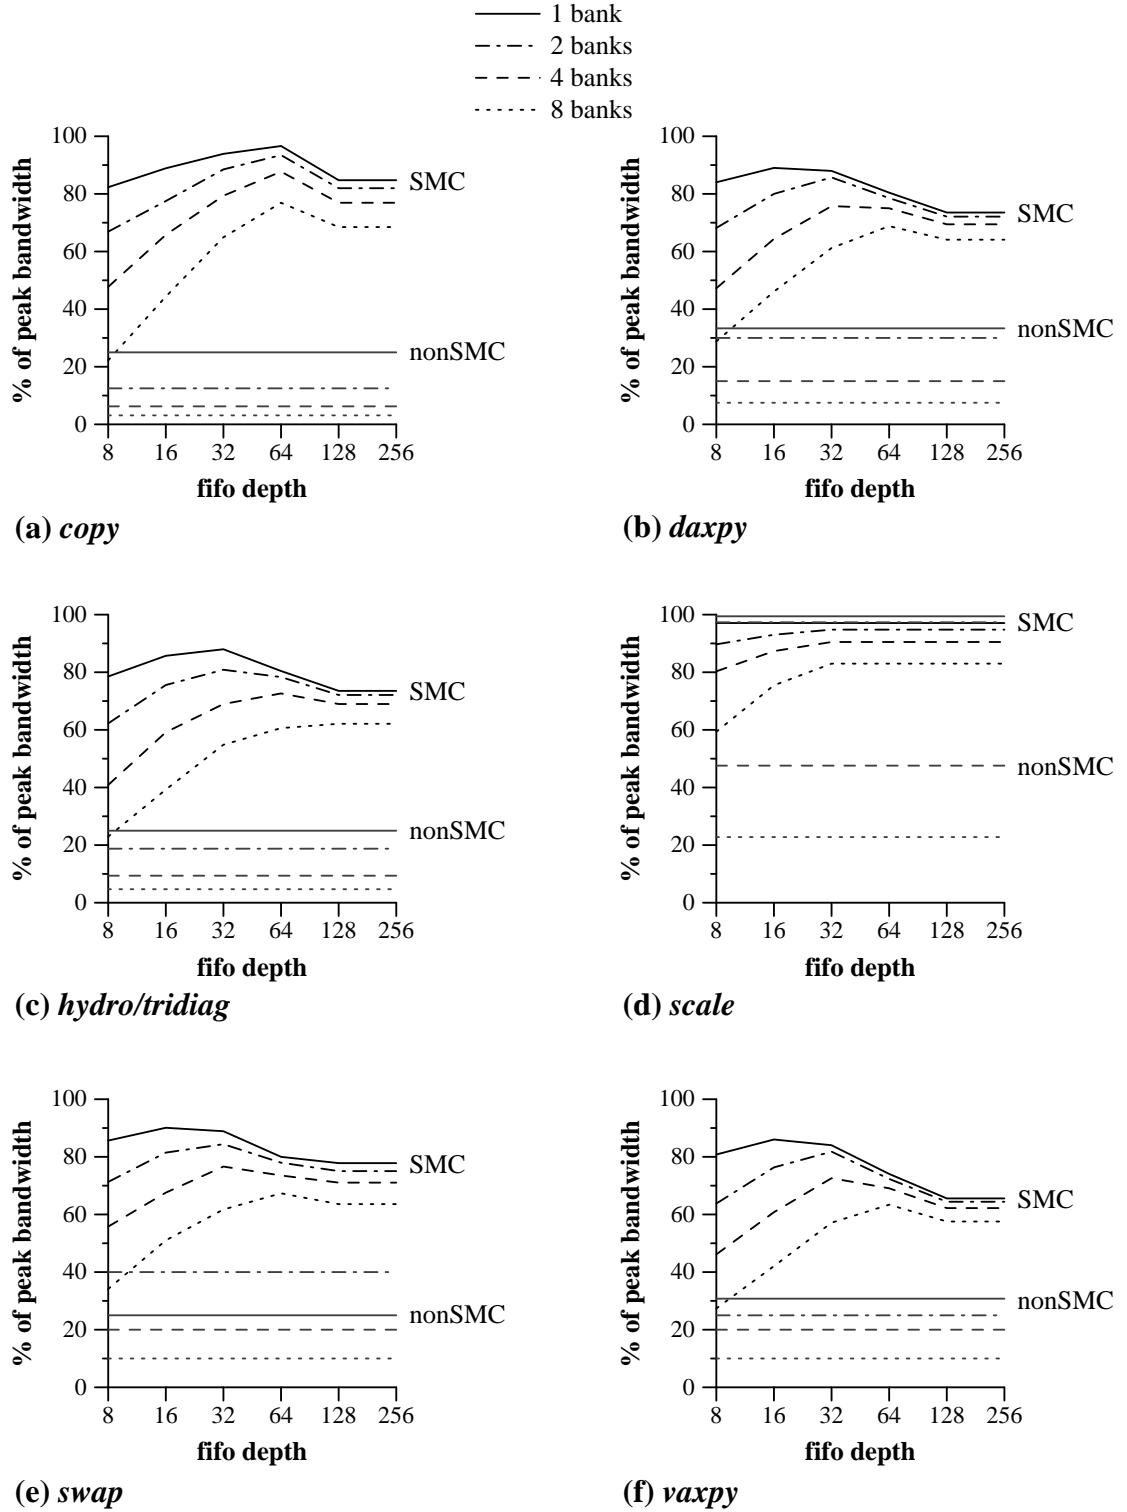 1 bank
2 banks
4 banks
8 banks
% of peak bandwidth
100
80
60
40
20
0
SMC
nonSMC
8 16 32 64 128 256
fifo depth
(a) copy
% of peak bandwidth
100
80
60
40
20
0
SMC
nonSMC
8 16 32 64 128 256
fifo depth
(b) daxpy
% of peak bandwidth
100
80
60
40
20
0
SMC
nonSMC
8 16 32 64 128 256
fifo depth
(c) hydro/tridiag
% of peak bandwidth
100
80
60
40
20
0
SMC
nonSMC
8 16 32 64 128 256
fifo depth
(d) scale
% of peak bandwidth
100
80
60
40
20
0
SMC
nonSMC
8 16 32 64 128 256
fifo depth
(e) swap
% of peak bandwidth
100
80
60
40
20
0
SMC
nonSMC
8 16 32 64 128 256
fifo depth
(f) vaxpy